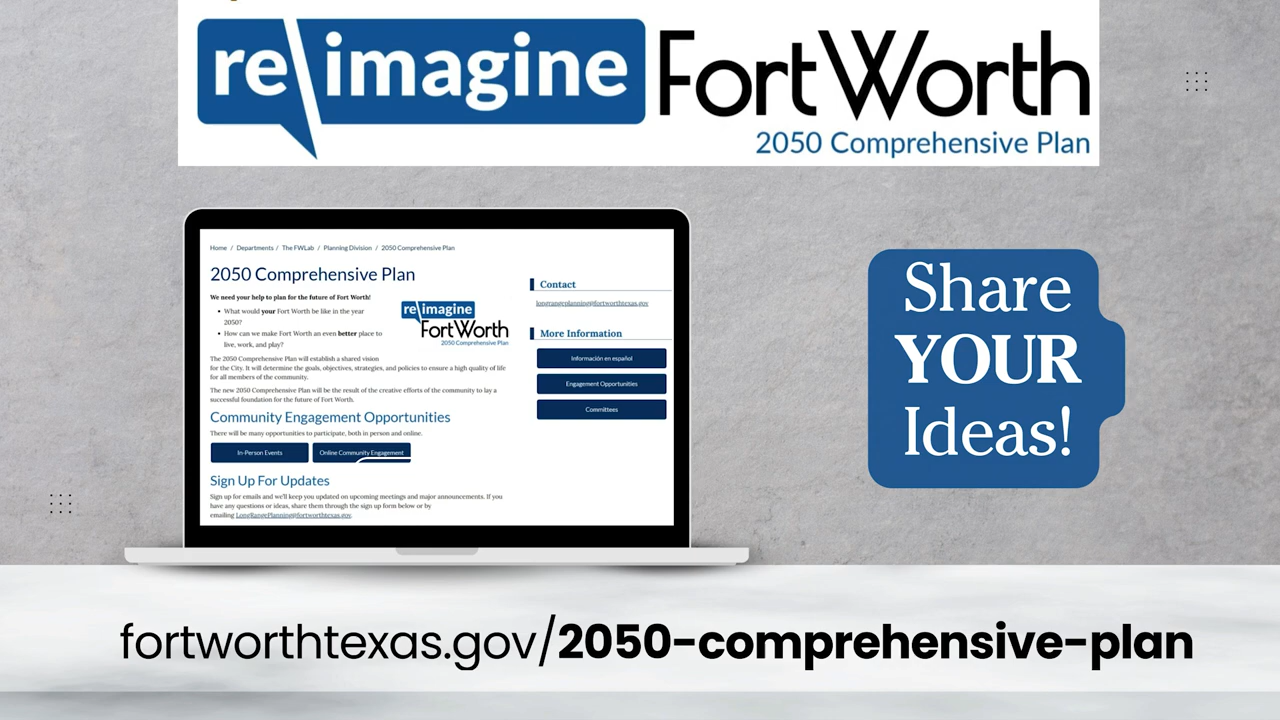 re\imagine Fort Worth
2050 Comprehensive Plan
Home / Departments / The FWLab / Planning Division / 2050 Comprehensive Plan
2050 Comprehensive Plan
We need your help to plan for the future of Fort Worth!
• What would your Fort Worth be like in the year
2050?
• How can we make Fort Worth an even better place to
live, work, and play?
re\imagine
Fort Worth
2050 Comprehensive Plan
The 2050 Comprehensive Plan will establish a shared vision
for the City. It will determine the goals, objectives, strategies, and policies to ensure a high quality of life
for all members of the community.
The new 2050 Comprehensive Plan will be the result of the creative efforts of the community to lay a
successful foundation for the future of Fort Worth.
Community Engagement Opportunities
There will be many opportunities to participate, both in person and online.
In-Person Events
Online Community Engagement
Sign Up For Updates
Sign up for emails and we'll keep you updated on upcoming meetings and major announcements. If you
have any questions or ideas, share them through the sign up form below or by
emailing LongRangePlanning@fortworthtexas.gov.
Contact
longrangeplanning@fortworthtexas.gov
More Information
Información en español
Engagement Opportunities
Committees
Share
YOUR
Ideas!
fortworthtexas.gov/2050-comprehensive-plan